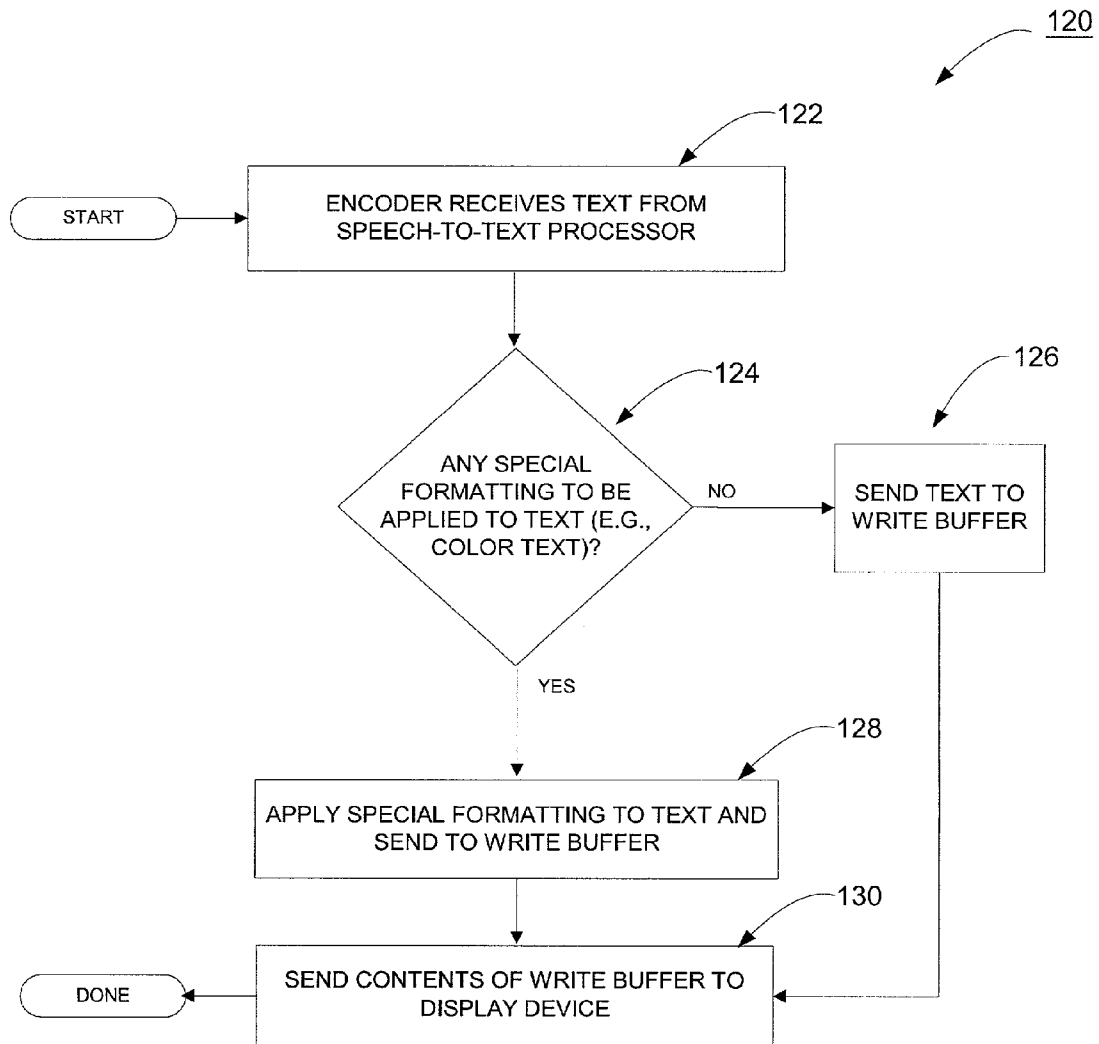 120
122
START
ENCODER RECEIVES TEXT FROM
SPEECH-TO-TEXT PROCESSOR
124
126
ANY SPECIAL
FORMATTING TO BE
APPLIED TO TEXT (E.G.,
COLOR TEXT)?
NO
SEND TEXT TO
WRITE BUFFER
YES
128
APPLY SPECIAL FORMATTING TO TEXT AND
SEND TO WRITE BUFFER
130
SEND CONTENTS OF WRITE BUFFER TO
DISPLAY DEVICE
DONE